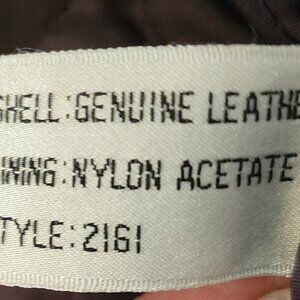 SHELL:GENUINE LEATHE
INING:NYLON ACETATE
TYLE:2161